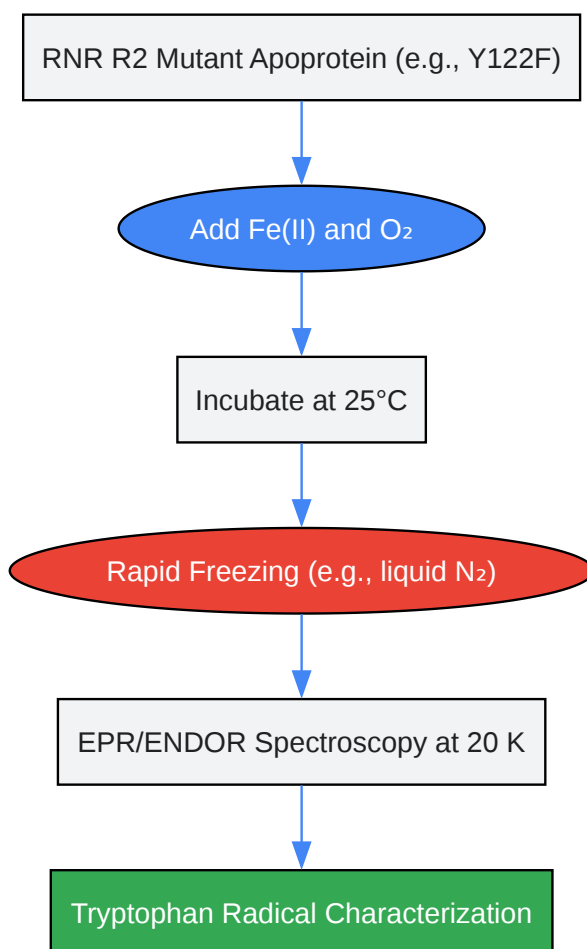 RNR R2 Mutant Apoprotein (e.g., Y122F)
Add Fe(II) and O₂
Incubate at 25°C
Rapid Freezing (e.g., liquid N₂)
EPR/ENDOR Spectroscopy at 20 K
Tryptophan Radical Characterization